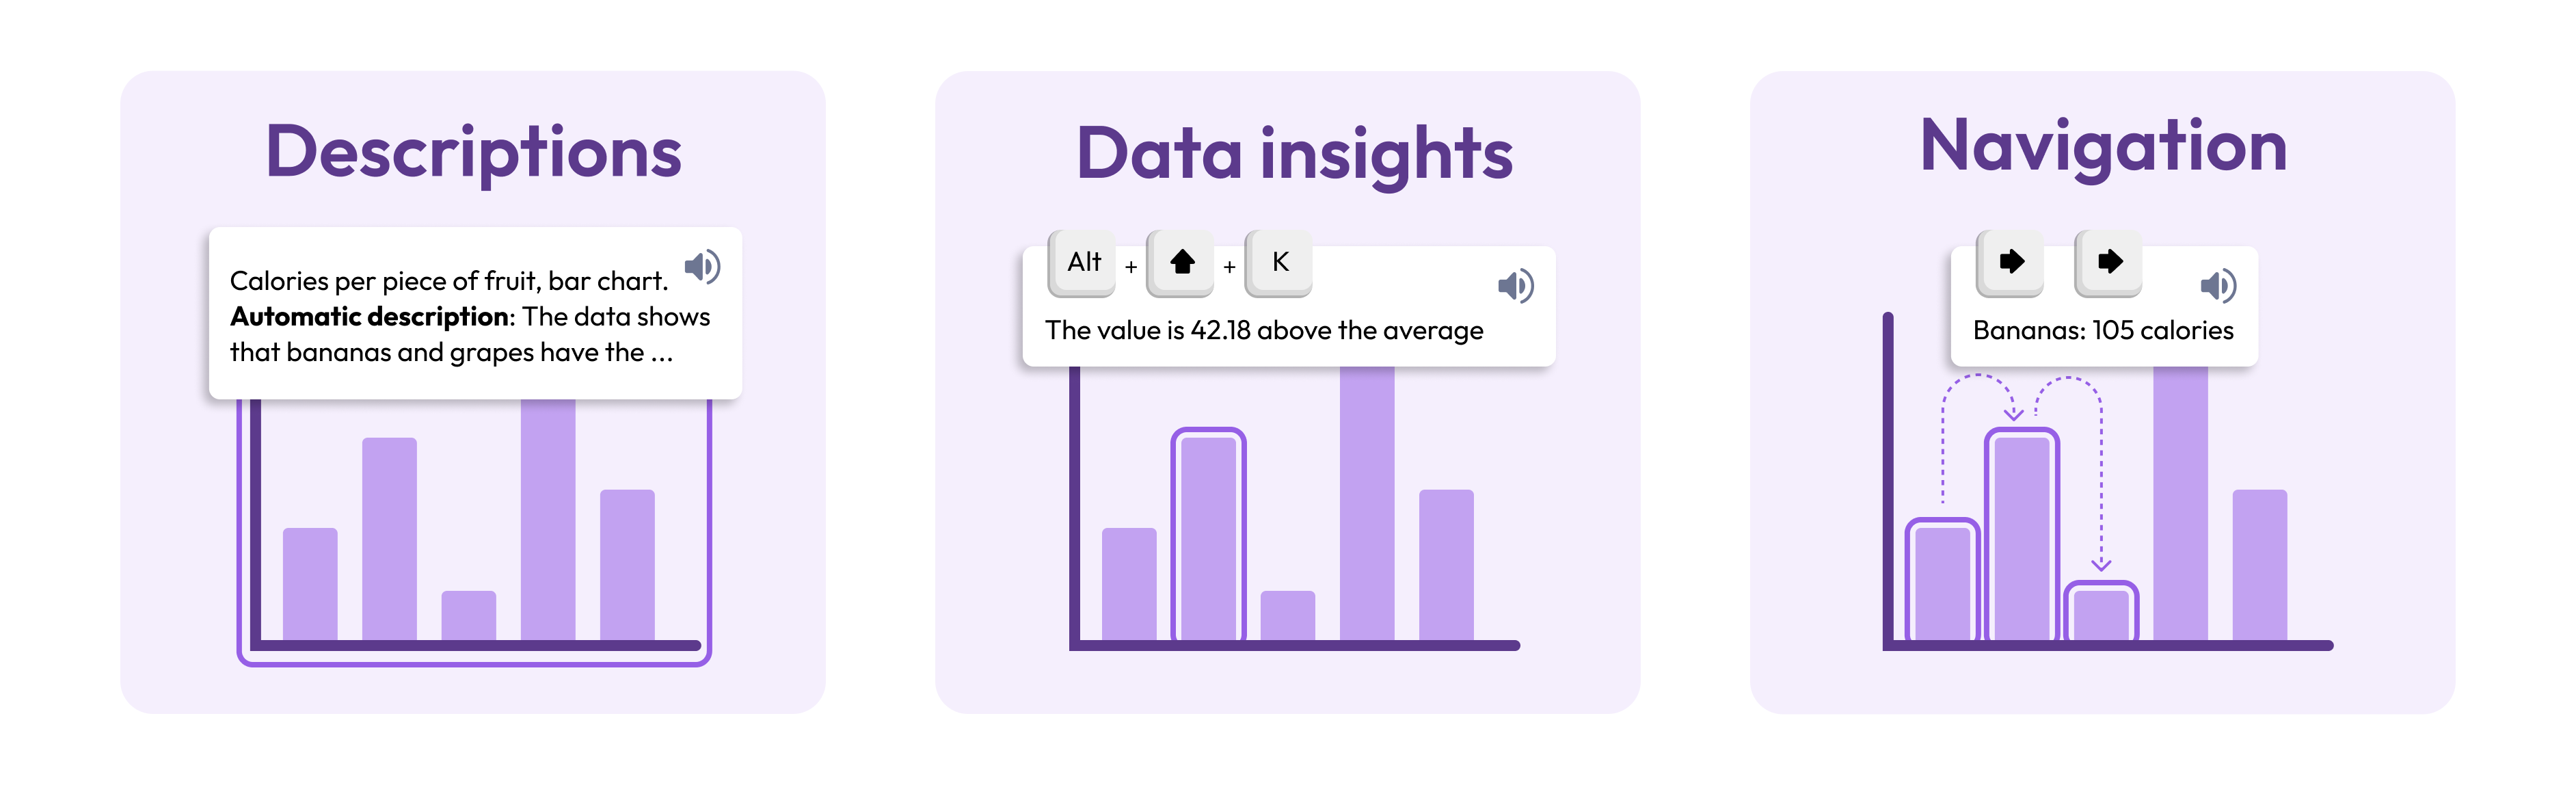 Descriptions
Calories per piece of fruit, bar chart.
Automatic description: The data shows
that bananas and grapes have the ...
Data insights
Alt + + K
The value is 42.18 above the average
Navigation
Bananas: 105 calories